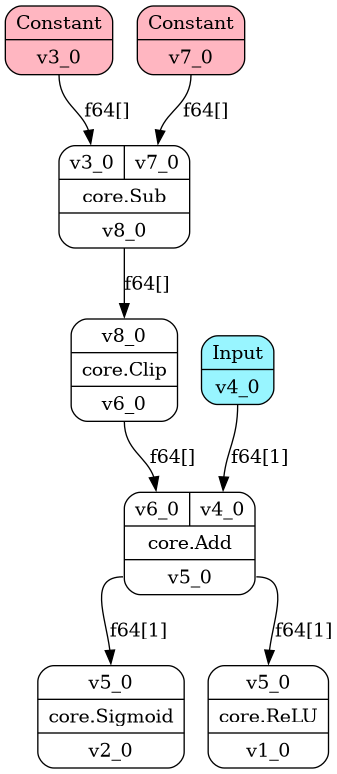 Constant
v3_0
Constant
v7_0
f64[]
f64[]
v3_0 v7_0
core.Sub
v8_0
f64[]
v8_0
core.Clip
v6_0
Input
v4_0
f64[]
f64[1]
v6_0 v4_0
core.Add
v5_0
f64[1]
f64[1]
v5_0
core.Sigmoid
v2_0
v5_0
core.ReLU
v1_0